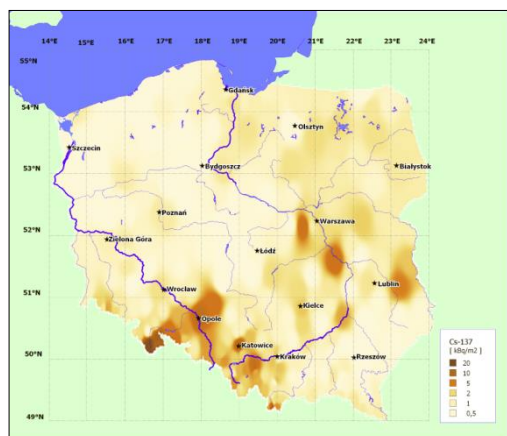 14°E 15°E 16°E 17°E 18°E 19°E 20°E 21°E 22°E 23°E 24°E
55°N
Gdansk
54°N
Olsztyn
Szczecin
53°N
Bydgoszcz
Białystok
Poznań
52°N
Warszawa
Zielona Góra
Łódź
Lublin
51°N
Wrocław
Kielce
Opole
Katowice
50°N
Kraków
Rzeszów
49°N
Cs-137
[ kBq/m2 ]
20
10
5
2
1
0,5